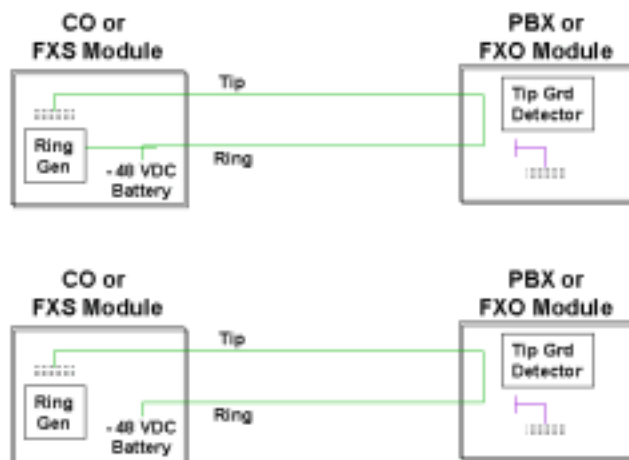 CO or
FXS Module
PBX or
FXO Module
Tip
Tip Grd
Detector
Ring
Gen
Ring
- 48 VDC
Battery
CO or
FXS Module
PBX or
FXO Module
Tip
Tip Grd
Detector
Ring
Gen
Ring
- 48 VDC
Battery